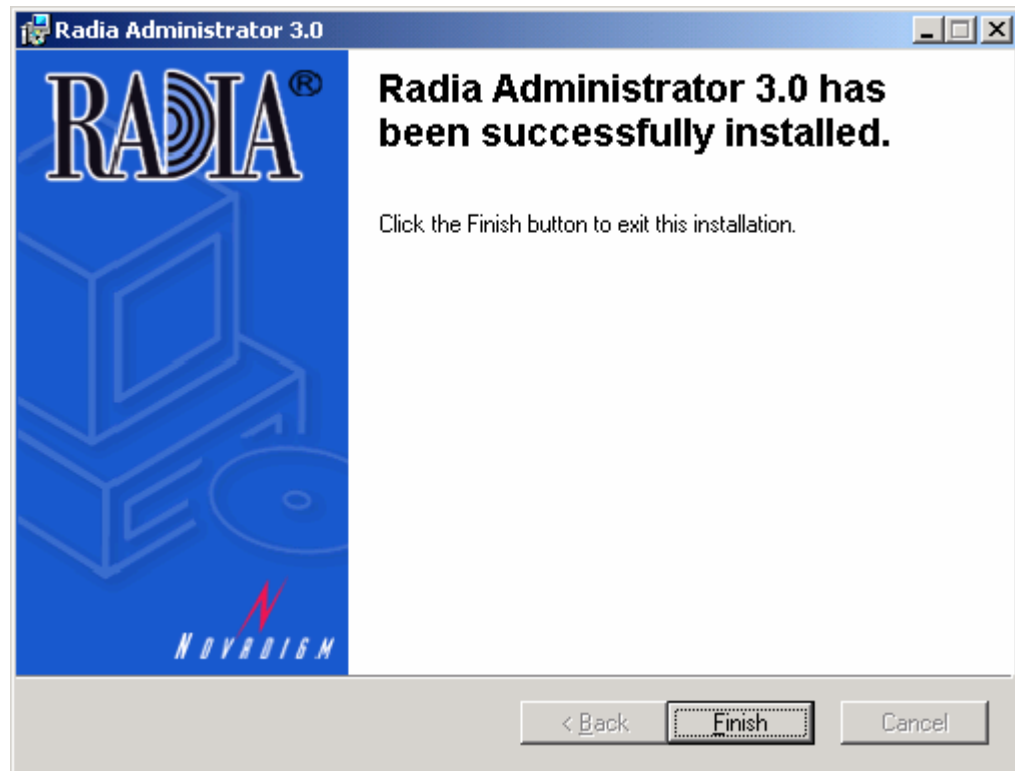 Radia Administrator 3.0
RADIA®
Radia Administrator 3.0 has
been successfully installed.
Click the Finish button to exit this installation.
NOVADIGM
< Back
Finish
Cancel